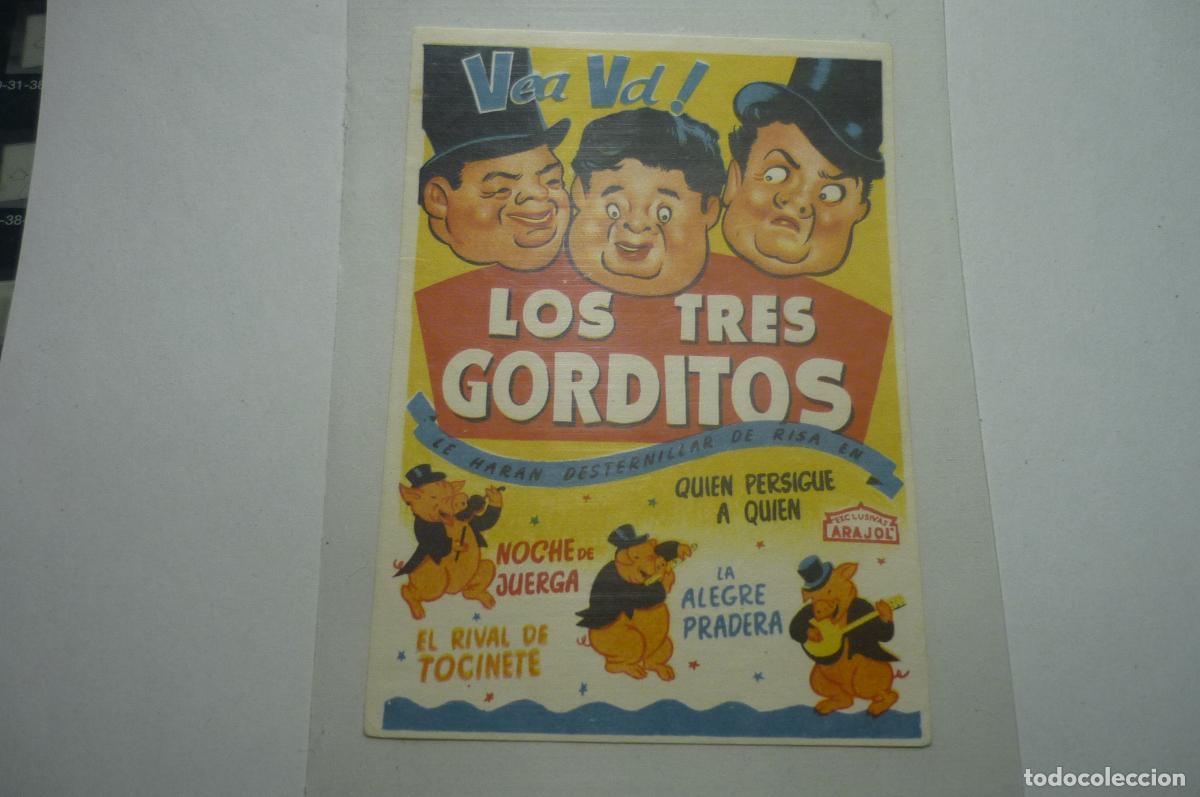 Vea Vd!
LOS TRES
GORDITOS
LE HARAN DESTERNILLAR DE RISA EN
QUIEN PERSIGUE
A QUIEN
EXCLUSIVAS
ARAJOL
NOCHE DE
JUERGA
LA
ALEGRE
PRADERA
EL RIVAL DE
TOCINETE
todocoleccion